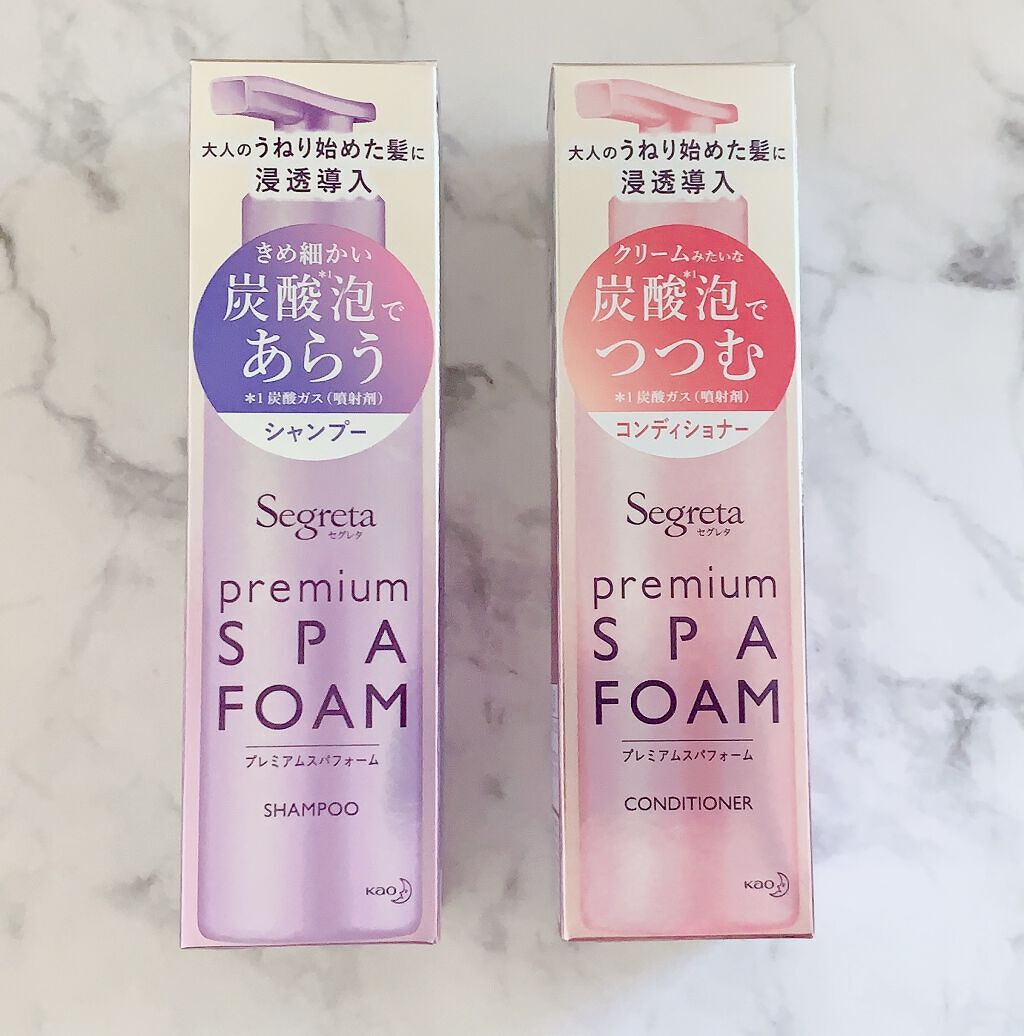 大人のうねり始めた髪に
浸透導入
きめ細かい
炭酸泡*1で
あらう
*1炭酸ガス(噴射剤)
シャンプー
Segreta
セグレタ
premium
SPA
FOAM
プレミアムスパフォーム
SHAMPOO
Kao
大人のうねり始めた髪に
浸透導入
クリームみたいな
炭酸泡*1で
つつむ
*1炭酸ガス(噴射剤)
コンディショナー
Segreta
セグレタ
premium
SPA
FOAM
プレミアムスパフォーム
CONDITIONER
Kao